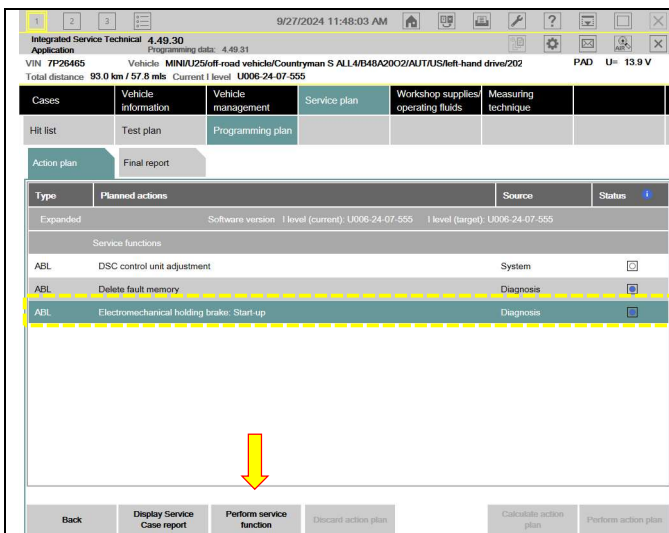 1 2 3 9/27/2024 11:48:03 AM ?
Integrated Service Technical 4.49.30
Application Programming data: 4.49.31
VIN 7P26465 Vehicle MINI/U25/off-road vehicle/Countryman S ALL4/B48A20O2/AUT/US/left-hand drive/202 PAD U= 13.9 V
Total distance 93.0 km / 57.8 mls Current I level U006-24-07-555
Cases Vehicle information Vehicle management Service plan Workshop supplies/ operating fluids Measuring technique
Hit list Test plan Programming plan
Action plan Final report
Type Planned actions Source Status i
Expanded Software version I level (current): U006-24-07-555 I level (target): U006-24-07-555
Service functions
ABL DSC control unit adjustment System
ABL Delete fault memory Diagnosis
ABL Electromechanical holding brake: Start-up Diagnosis
Back Display Service Case report Perform service function Discard action plan Calculate action plan Perform action plan